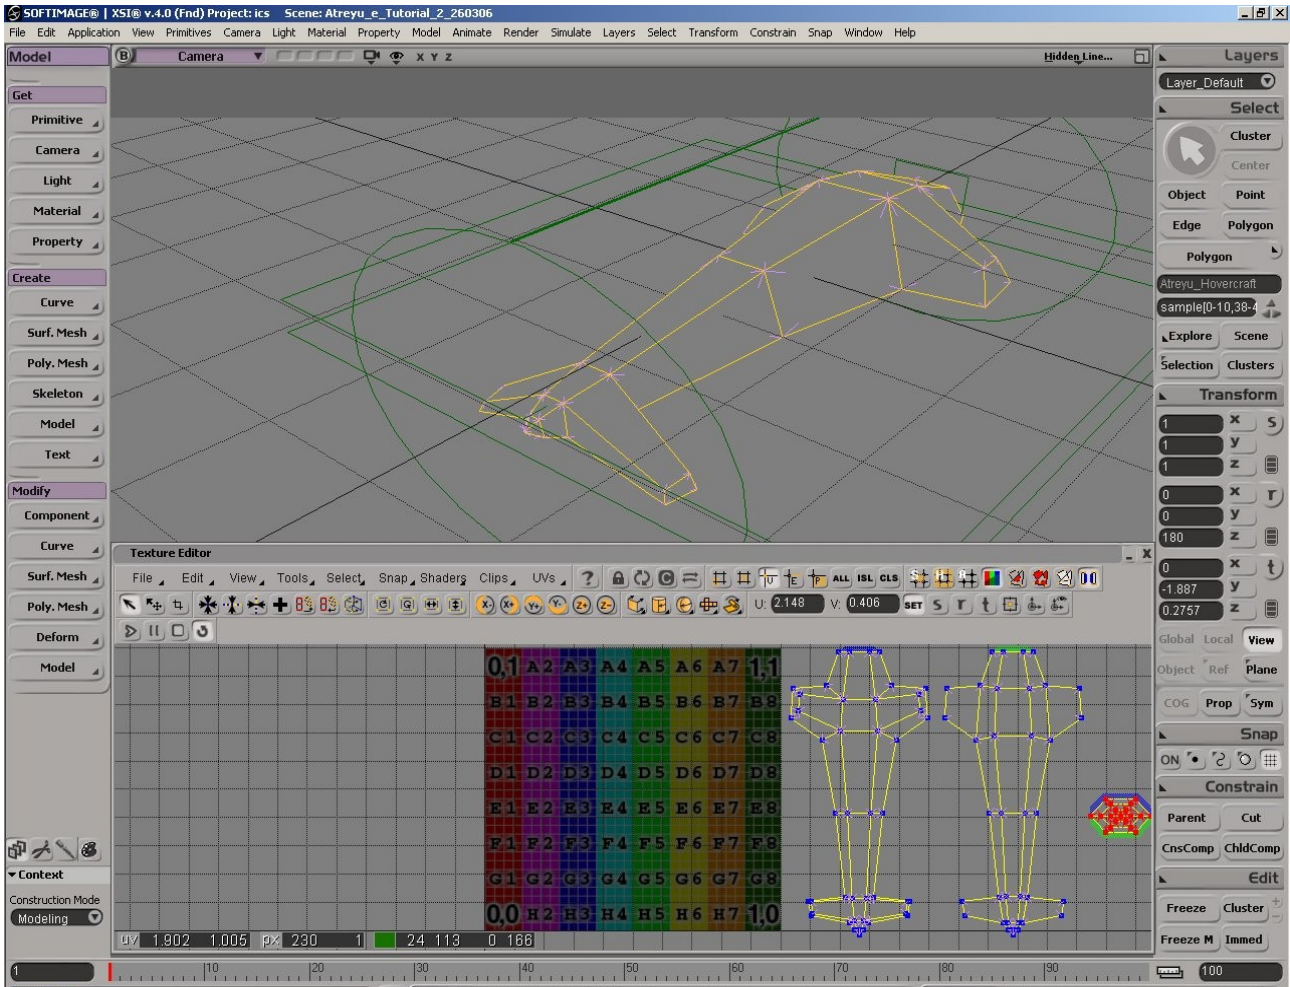 SOFTIMAGE® | XSI® v.4.0 (Fnd) Project: ics Scene: Atreyu_e_Tutorial_2_260306
File Edit Application View Primitives Camera Light Material Property Model Animate Render Simulate Layers Select Transform Constrain Snap Window Help
Model
B Camera X Y Z Hidden Line...
Layers
Layer_Default
Select
Cluster
Center
Object Point
Edge Polygon
Polygon
Atreyu_Hovercraft
sample[0-10,38-4
Explore Scene
Selection Clusters
Transform
1 x s
1 y
1 z
0 x r
0 y
180 z
0 x t
-1.887 y
0.2757 z
Global Local View
Object Ref Plane
COG Prop Sym
Snap
ON
Constrain
Parent Cut
CnsComp ChldComp
Edit
Freeze Cluster
Freeze M Immed
Get
Primitive
Camera
Light
Material
Property
Create
Curve
Surf. Mesh
Poly. Mesh
Skeleton
Model
Text
Modify
Component
Curve
Surf. Mesh
Poly. Mesh
Deform
Model
Context
Construction Mode
Modeling
Texture Editor
File Edit View Tools Select Snap Shaders Clips UVs ? ALL ISL CLS
U: 2.148 V: 0.406 SET S r t
0,1 A2 A3 A4 A5 A6 A7 1,1
B1 B2 B3 B4 B5 B6 B7 B8
C1 C2 C3 C4 C5 C6 C7 C8
D1 D2 D3 D4 D5 D6 D7 D8
E1 E2 E3 E4 E5 E6 E7 E8
F1 F2 F3 F4 F5 F6 F7 F8
G1 G2 G3 G4 G5 G6 G7 G8
0,0 H2 H3 H4 H5 H6 H7 1,0
UV 1.902 1.005 px 230 1 24 113 0 166
1 10 20 30 40 50 60 70 80 90 100